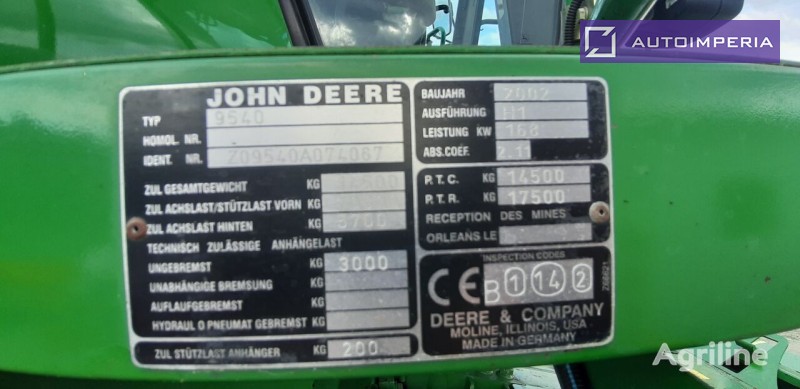 AUTOIMPERIA
JOHN DEERE
TYP 9540
HOMOL. NR.
IDENT. NR. Z09540A074067
ZUL GESAMTGEWICHT KG 14500
ZUL ACHSLAST/STÜTZLAST VORN KG
ZUL ACHSLAST HINTEN KG
TECHNISCH ZULÄSSIGE ANHÄNGELAST
UNGEBREMST KG 3000
UNABHÄNGIGE BREMSUNG KG
AUFLAUFGEBREMST KG
HYDRAUL O PNEUMAT GEBREMST KG
ZUL STÜTZLAST ANHÄNGER KG 200
BAUJAHR 2002
AUSFÜHRUNG H1
LEISTUNG KW 168
ABS.COEF. 2.11
P.T.C. KG 14500
P.T.R. KG 17500
RECEPTION DES MINES
ORLEANS LE
INSPECTION CODES
CE B 1 14 2
DEERE & COMPANY
MOLINE, ILLINOIS, USA
MADE IN GERMANY
Z66621
Agriline